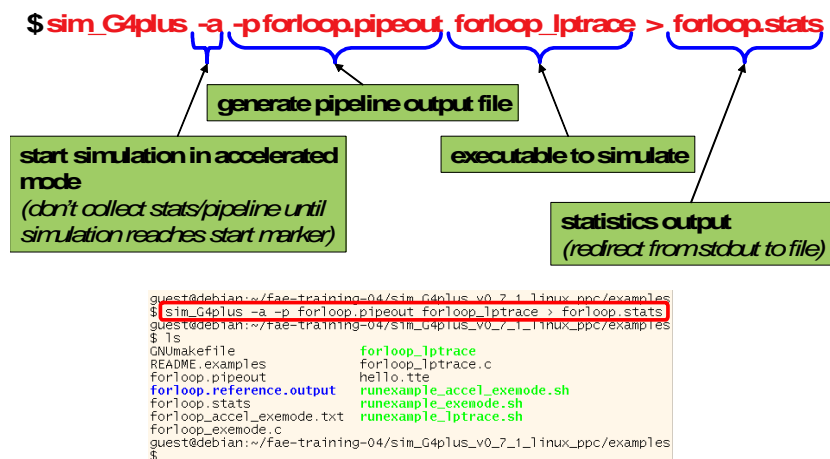 $ sim_G4plus -a -p forloop.pipeout forloop_lptrace > forloop.stats
generate pipeline output file
start simulation in accelerated
mode
(don't collect stats/pipeline until
simulation reaches start marker)
executable to simulate
statistics output
(redirect from stdout to file)
guest@debian:~/fae-training-04/sim_G4plus_v0_7_1_linux_ppc/examples
$ sim_G4plus -a -p forloop.pipeout forloop_lptrace > forloop.stats
guest@debian:~/fae-training-04/sim_G4plus_v0_7_1_linux_ppc/examples
$ ls
GNUmakefile forloop_lptrace
README.examples forloop_lptrace.c
forloop.pipeout hello.tte
forloop.reference.output runexample_accel_exemode.sh
forloop.stats runexample_exemode.sh
forloop_accel_exemode.txt runexample_lptrace.sh
forloop_exemode.c
guest@debian:~/fae-training-04/sim_G4plus_v0_7_1_linux_ppc/examples
$